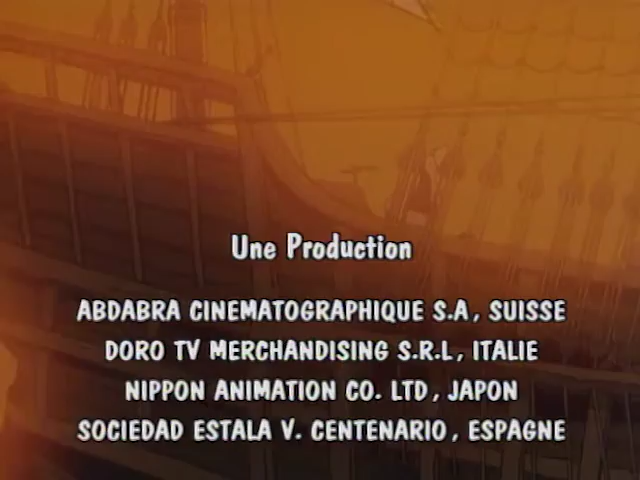 Une Production
ABDABRA CINEMATOGRAPHIQUE S.A, SUISSE
DORO TV MERCHANDISING S.R.L, ITALIE
NIPPON ANIMATION CO. LTD, JAPON
SOCIEDAD ESTALA V. CENTENARIO, ESPAGNE